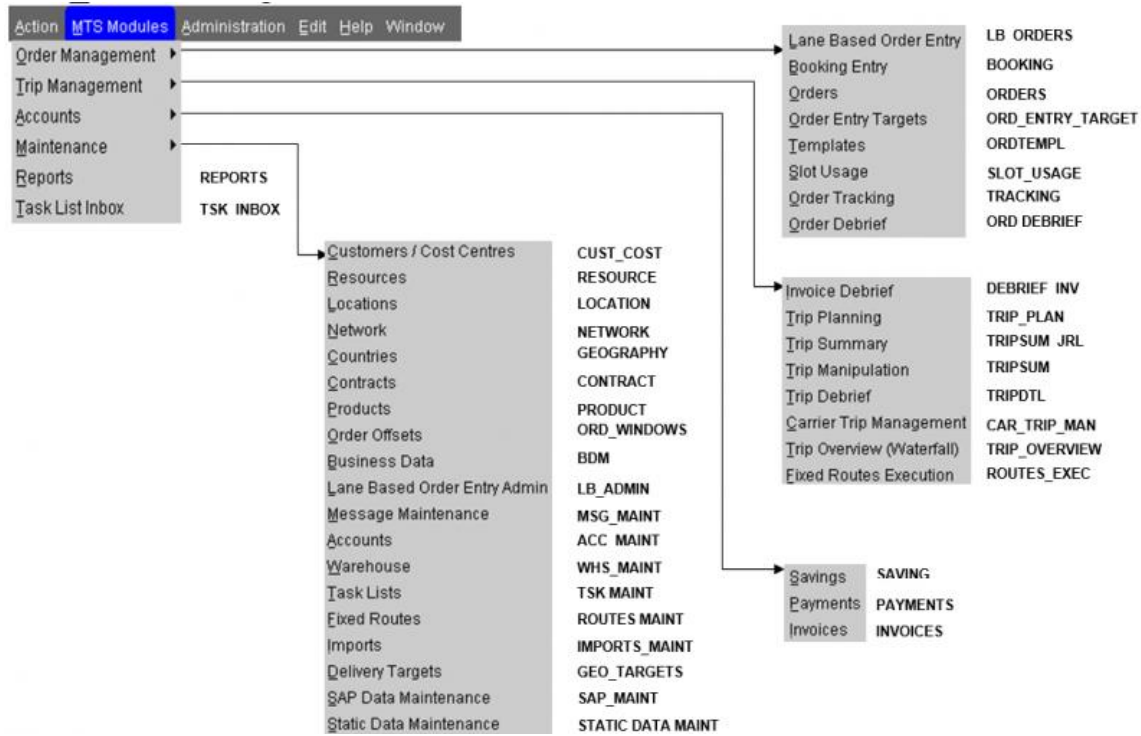 Action MTS Modules Administration Edit Help Window
Order Management
Trip Management
Accounts
Maintenance
Reports REPORTS
Task List Inbox TSK INBOX
Lane Based Order Entry LB ORDERS
Booking Entry BOOKING
Orders ORDERS
Order Entry Targets ORD_ENTRY_TARGET
Templates ORDTEMPL
Slot Usage SLOT_USAGE
Order Tracking TRACKING
Order Debrief ORD DEBRIEF
Invoice Debrief DEBRIEF INV
Trip Planning TRIP_PLAN
Trip Summary TRIPSUM JRL
Trip Manipulation TRIPSUM
Trip Debrief TRIPDTL
Carrier Trip Management CAR_TRIP_MAN
Trip Overview (Waterfall) TRIP_OVERVIEW
Fixed Routes Execution ROUTES_EXEC
Savings SAVING
Payments PAYMENTS
Invoices INVOICES
Customers / Cost Centres CUST_COST
Resources RESOURCE
Locations LOCATION
Network NETWORK
Countries GEOGRAPHY
Contracts CONTRACT
Products PRODUCT
Order Offsets ORD_WINDOWS
Business Data BDM
Lane Based Order Entry Admin LB_ADMIN
Message Maintenance MSG_MAINT
Accounts ACC MAINT
Warehouse WHS_MAINT
Task Lists TSK MAINT
Fixed Routes ROUTES MAINT
Imports IMPORTS_MAINT
Delivery Targets GEO_TARGETS
SAP Data Maintenance SAP_MAINT
Static Data Maintenance STATIC DATA MAINT